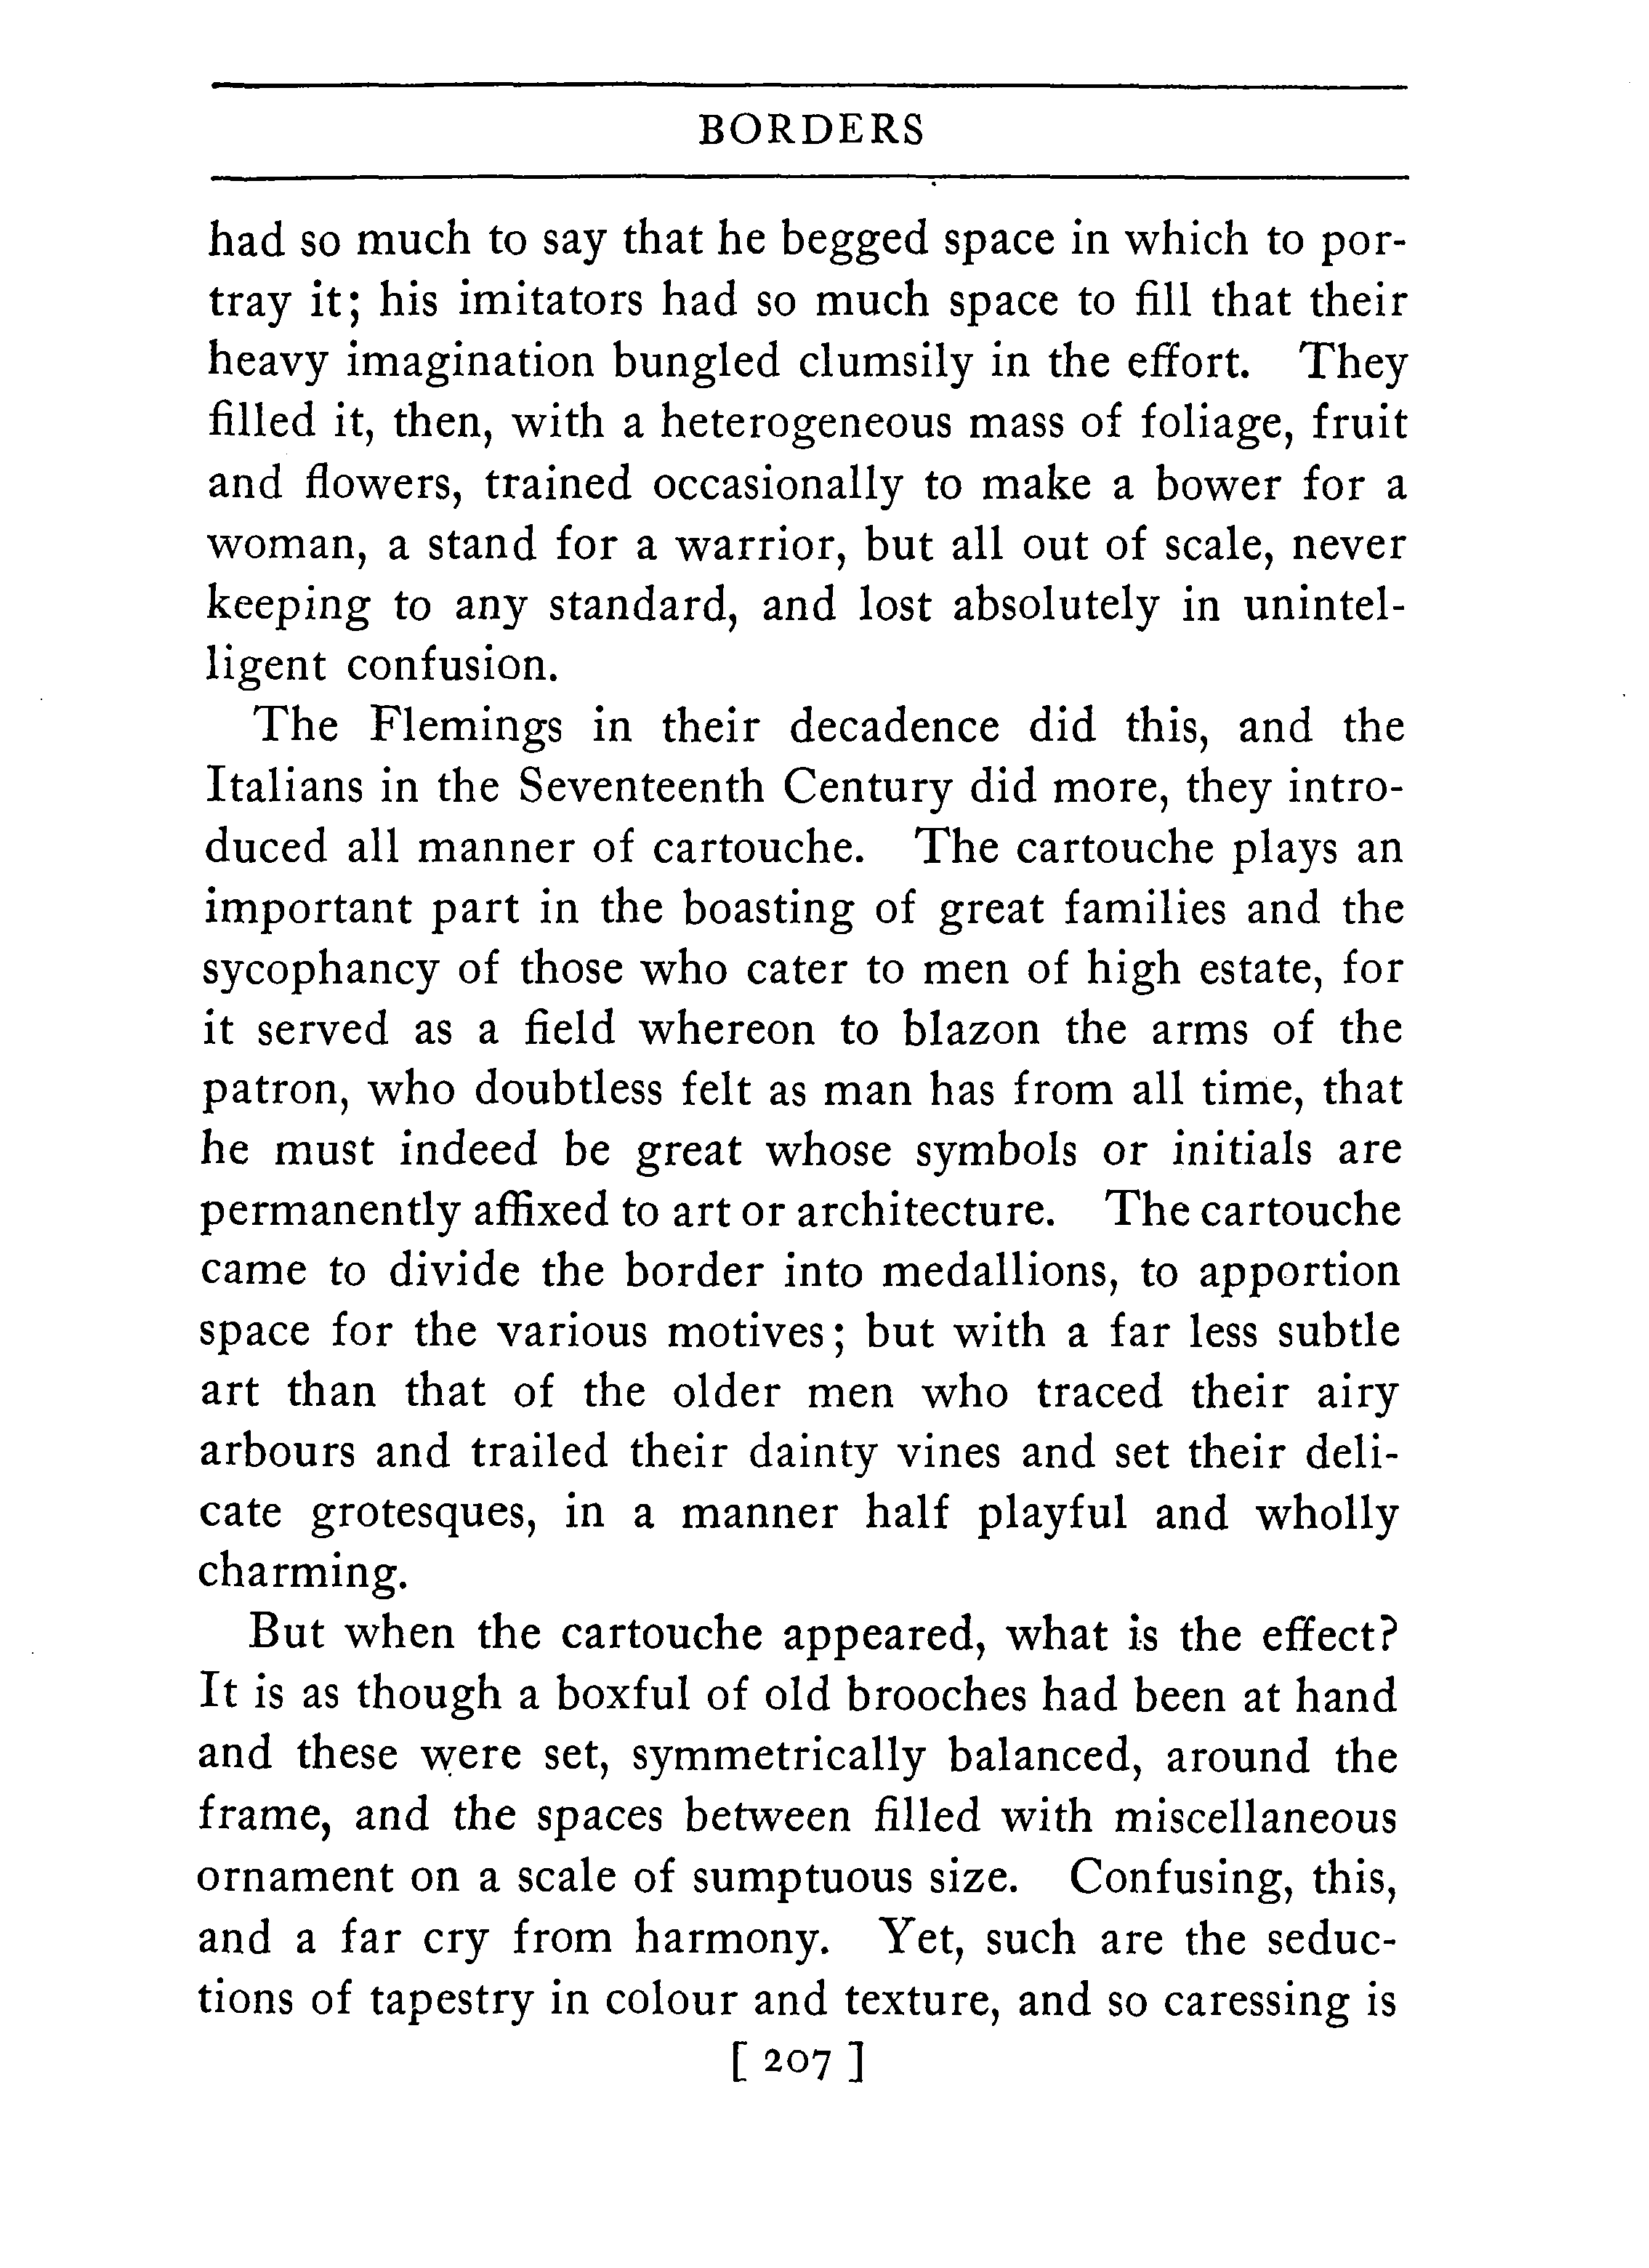 BORDERS
had so much to say that he begged space in which to por-
tray it; his imitators had so much space to fill that their
heavy imagination bungled clumsily in the effort. They
filled it, then, with a heterogeneous mass of foliage, fruit
and flowers, trained occasionally to make a bower for a
woman, a stand for a warrior, but all out of scale, never
keeping to any standard, and lost absolutely in unintel-
ligent confusion.
The Flemings in their decadence did this, and the
Italians in the Seventeenth Century did more, they intro-
duced all manner of cartouche. The cartouche plays an
important part in the boasting of great families and the
sycophancy of those who cater to men of high estate, for
it served as a field whereon to blazon the arms of the
patron, who doubtless felt as man has from all time, that
he must indeed be great whose symbols or initials are
permanently affixed to art or architecture. The cartouche
came to divide the border into medallions, to apportion
space for the various motives; but with a far less subtle
art than that of the older men who traced their airy
arbours and trailed their dainty vines and set their deli-
cate grotesques, in a manner half playful and wholly
charming.
But when the cartouche appeared, what is the effect?
It is as though a boxful of old brooches had been at hand
and these were set, symmetrically balanced, around the
frame, and the spaces between filled with miscellaneous
ornament on a scale of sumptuous size. Confusing, this,
and a far cry from harmony. Yet, such are the seduc-
tions of tapestry in colour and texture, and so caressing is
[ 207 ]